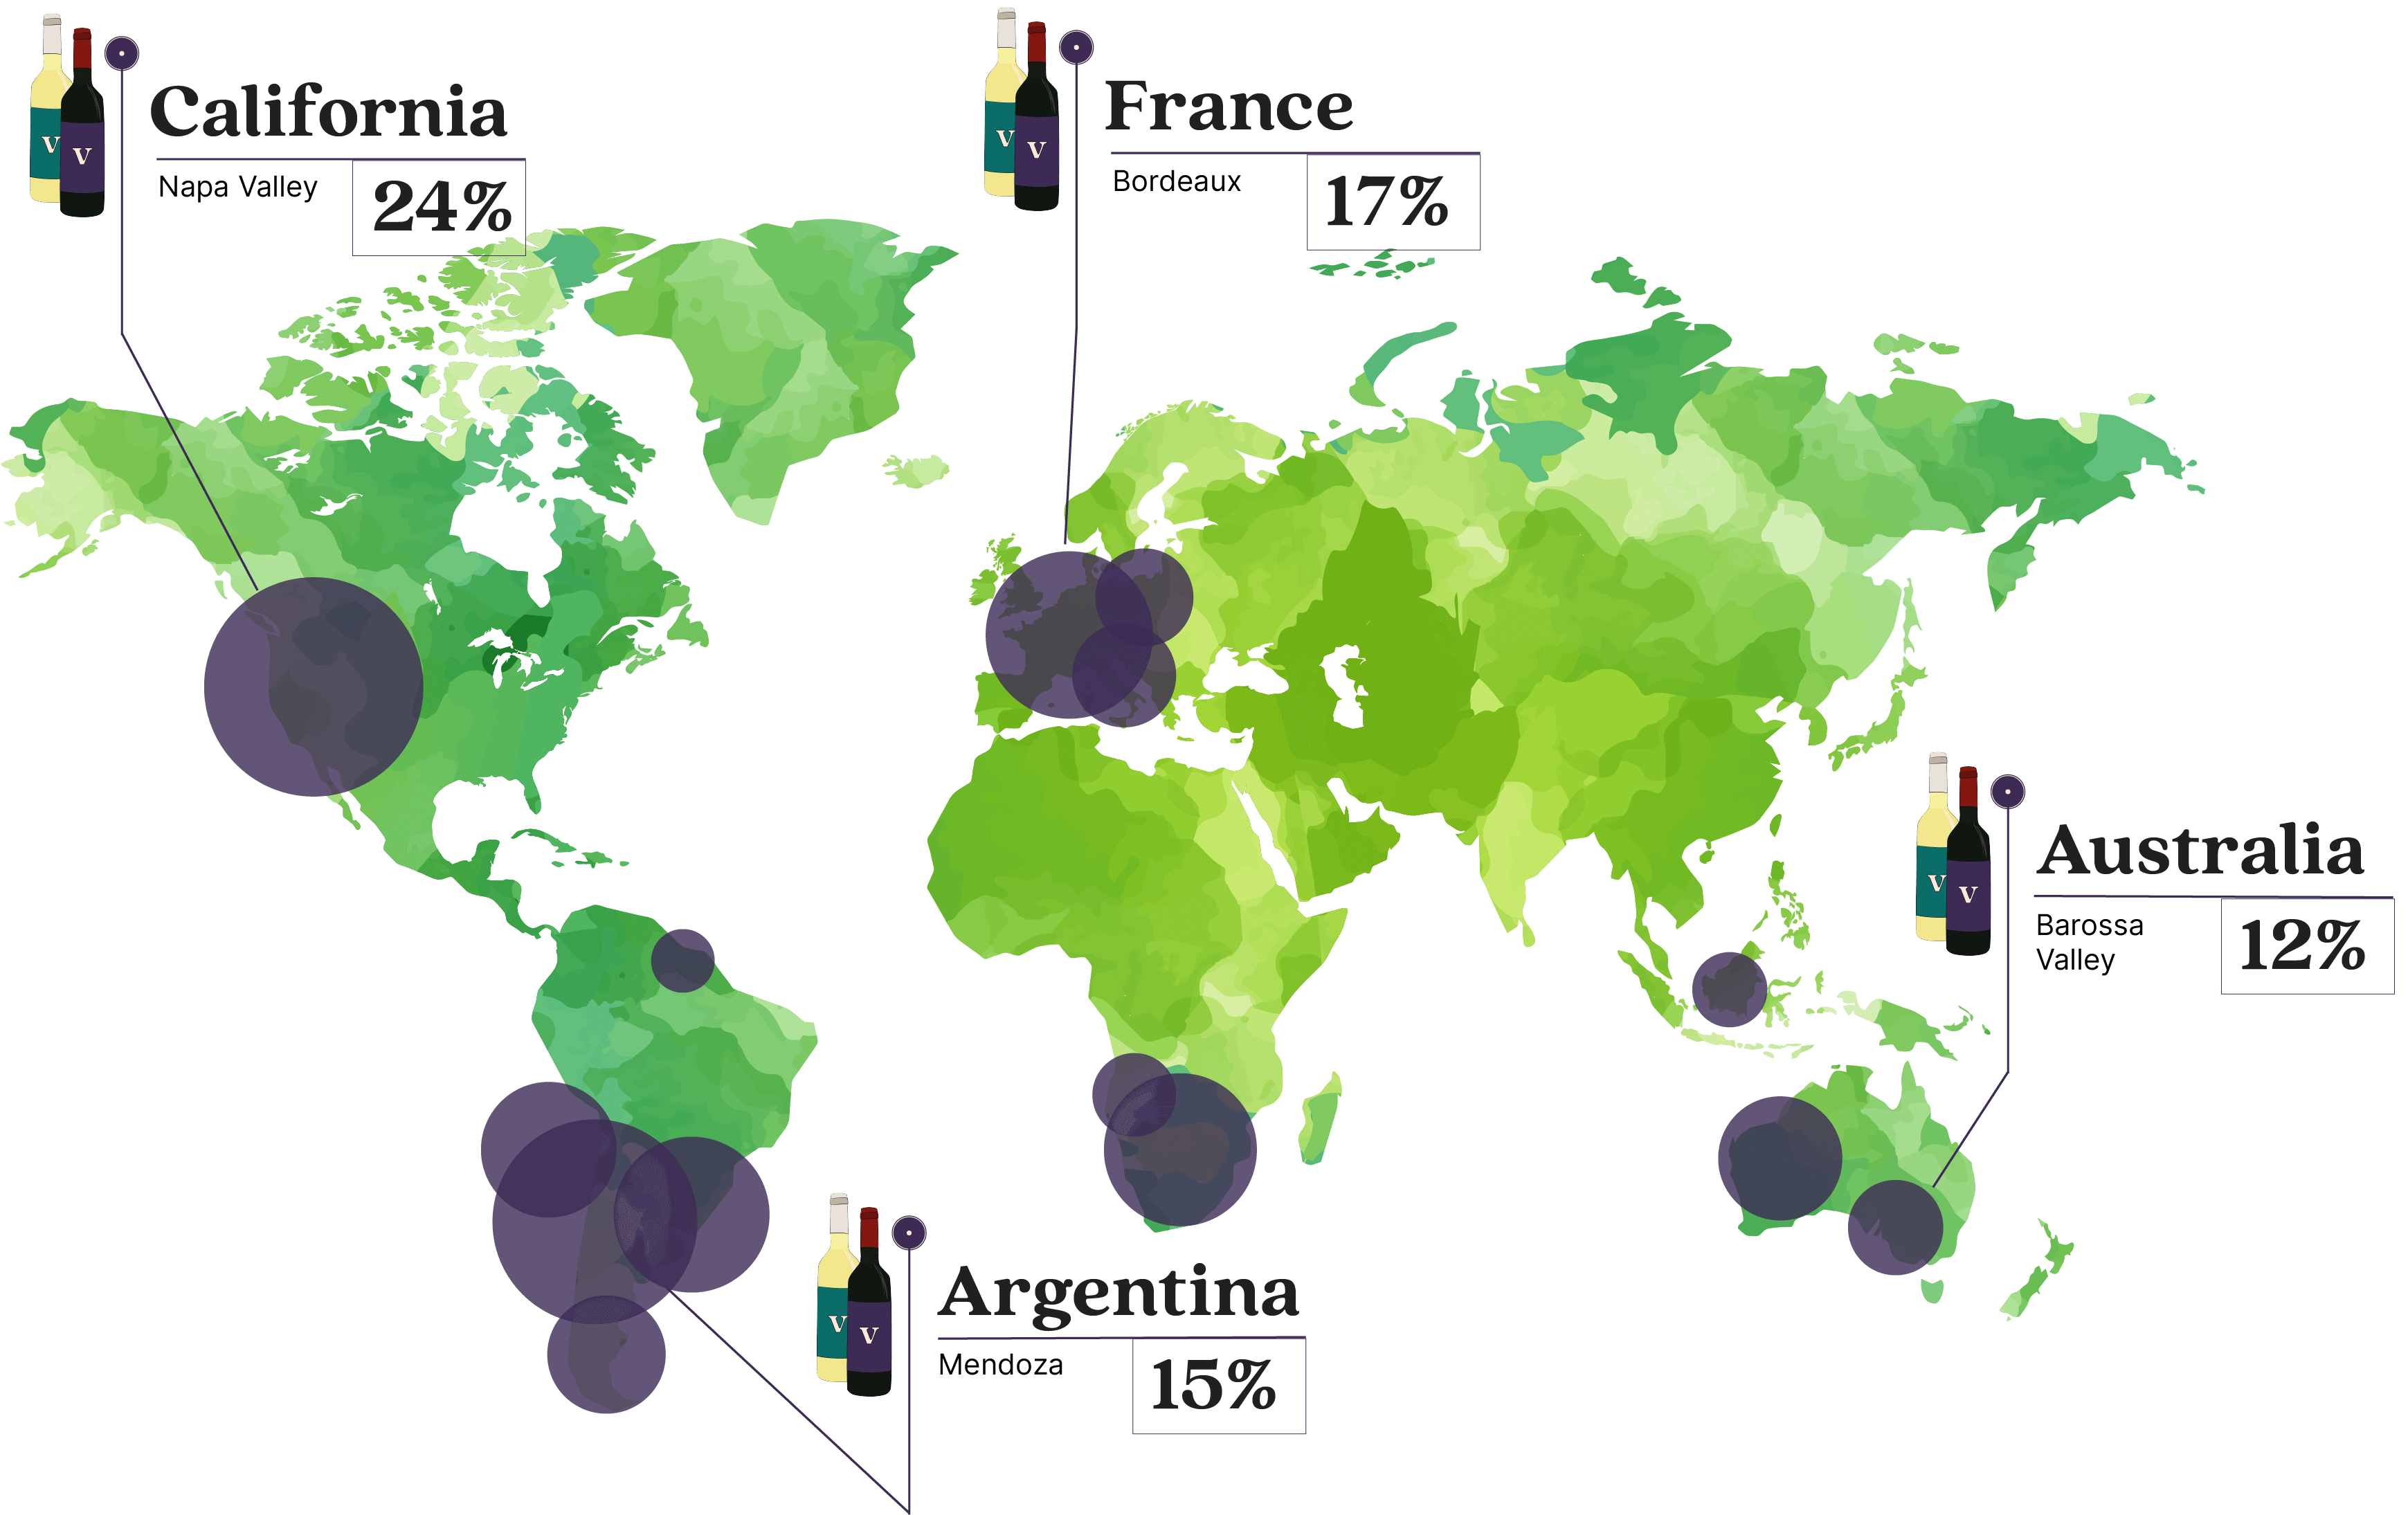 California
Napa Valley
24%
V
V
France
Bordeaux
17%
V
V
Australia
Barossa
Valley
12%
V
V
Argentina
Mendoza
15%
V
V